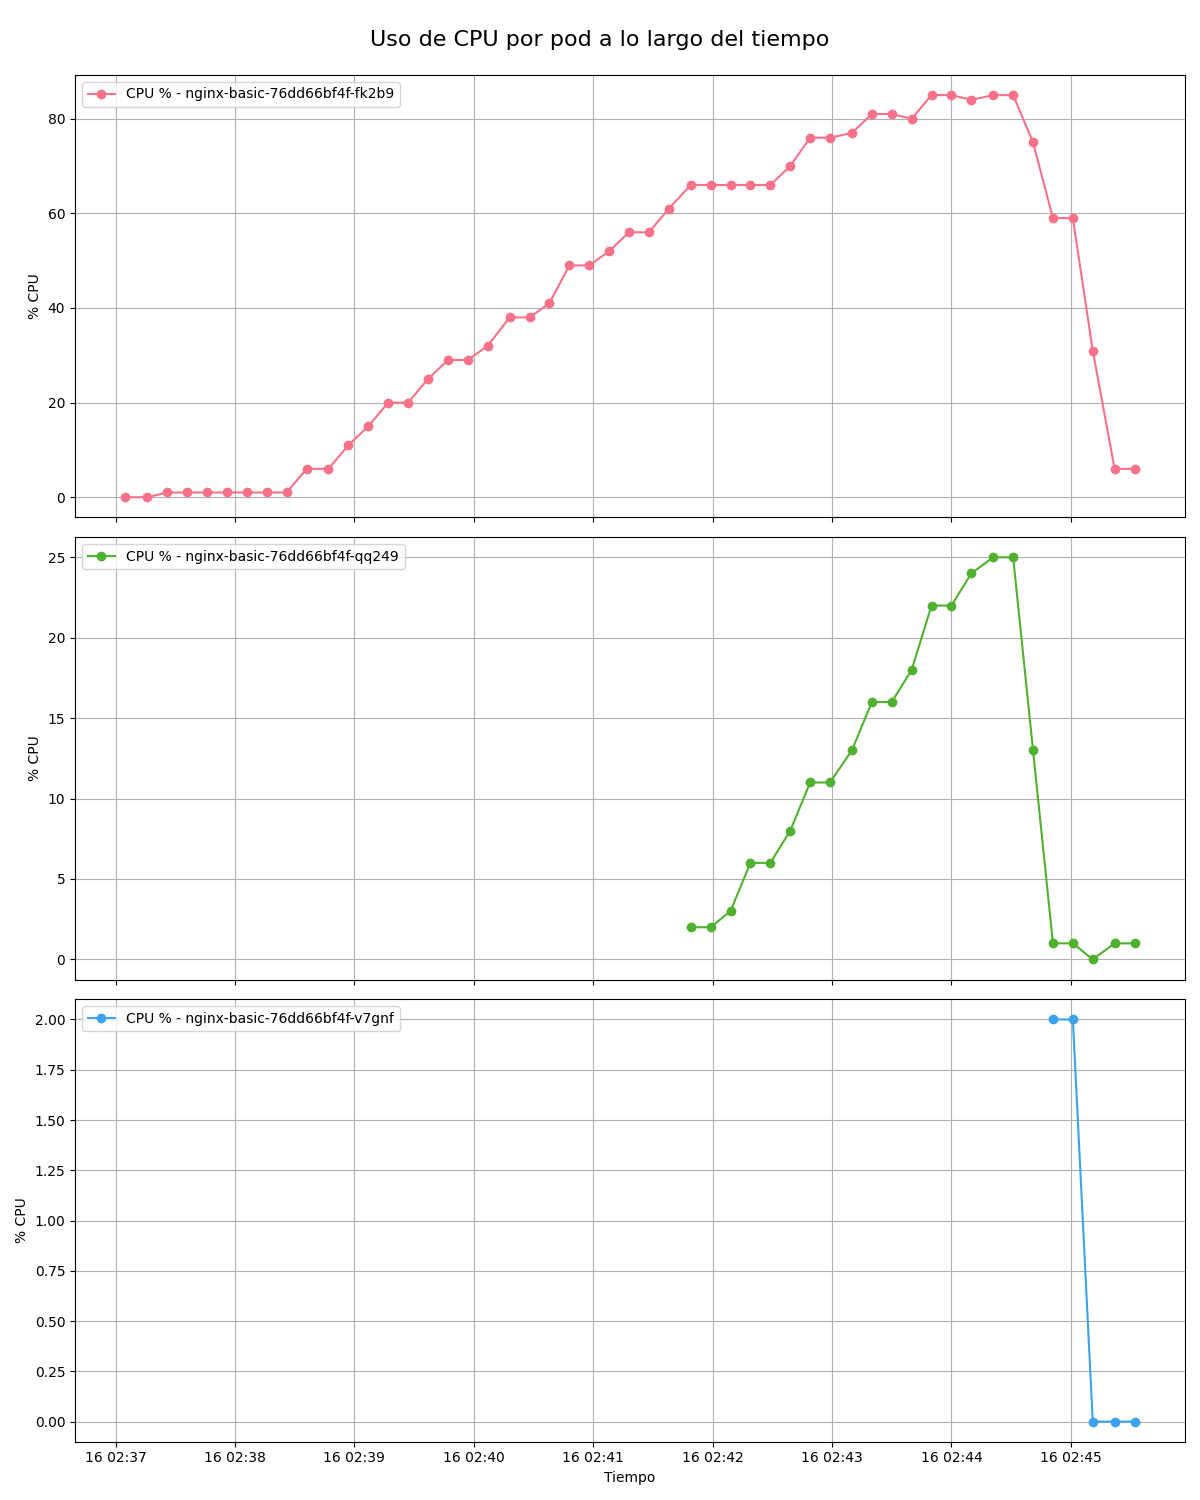 Uso de CPU por pod a lo largo del tiempo
CPU % - nginx-basic-76dd66bf4f-fk2b9
80
60
40
20
0
% CPU
CPU % - nginx-basic-76dd66bf4f-qq249
25
20
15
10
5
0
% CPU
CPU % - nginx-basic-76dd66bf4f-v7gnf
2.00
1.75
1.50
1.25
1.00
0.75
0.50
0.25
0.00
% CPU
16 02:37 16 02:38 16 02:39 16 02:40 16 02:41 16 02:42 16 02:43 16 02:44 16 02:45
Tiempo